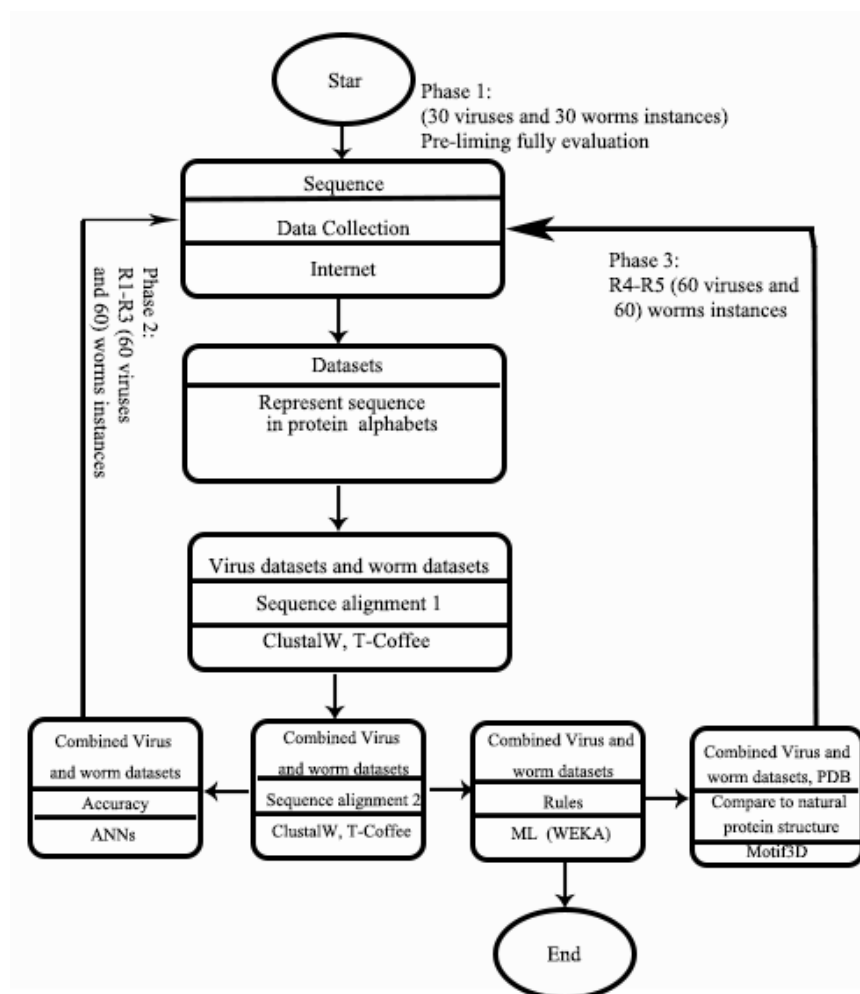 Star
Phase 1:
(30 viruses and 30 worms instances)
Pre-liming fully evaluation
Sequence
Data Collection
Internet
Phase 2:
R1-R3 (60 viruses
and 60) worms instances
Phase 3:
R4-R5 (60 viruses and
60) worms instances
Datasets
Represent sequence
in protein alphabets
Virus datasets and worm datasets
Sequence alignment 1
ClustalW, T-Coffee
Combined Virus
and worm datasets
Accuracy
ANNs
Combined Virus
and worm datasets
Sequence alignment 2
ClustalW, T-Coffee
Combined Virus and
worm datasets
Rules
ML (WEKA)
Combined Virus and
worm datasets, PDB
Compare to natural
protein structure
Motif3D
End